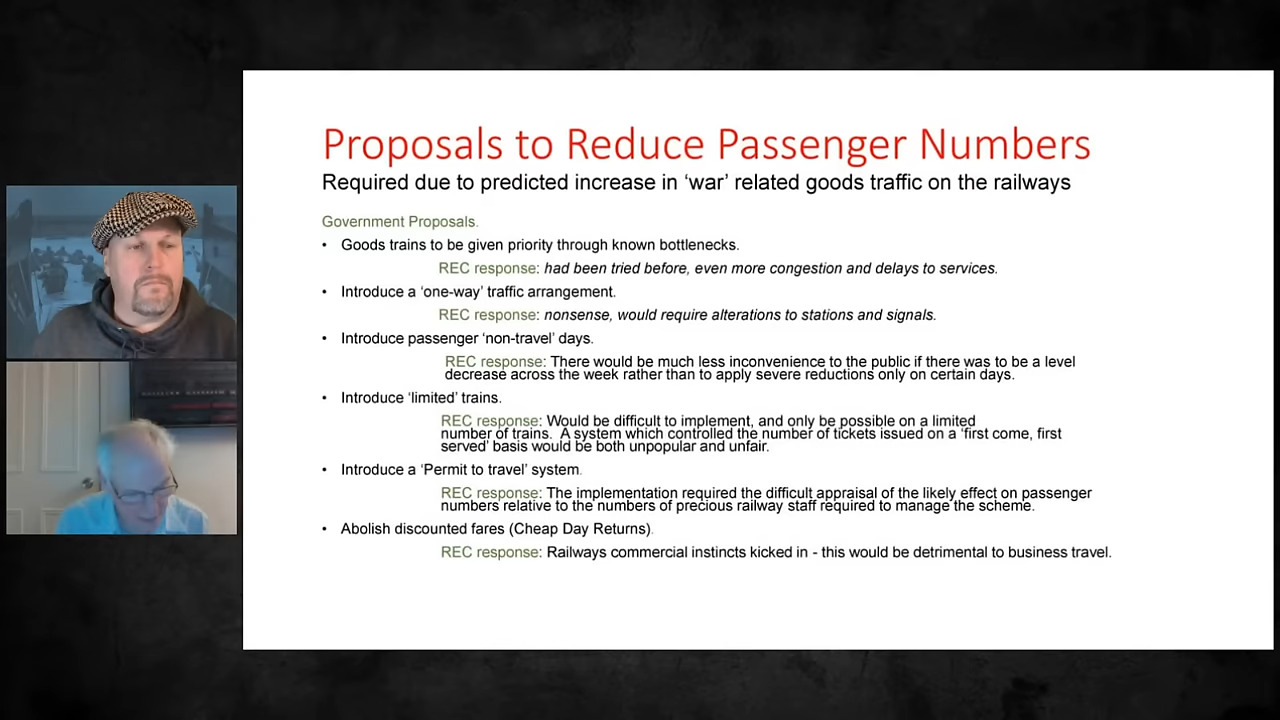 Proposals to Reduce Passenger Numbers
Required due to predicted increase in ‘war’ related goods traffic on the railways
Government Proposals.
• Goods trains to be given priority through known bottlenecks.
REC response: had been tried before, even more congestion and delays to services.
• Introduce a ‘one-way’ traffic arrangement.
REC response: nonsense, would require alterations to stations and signals.
• Introduce passenger ‘non-travel’ days.
REC response: There would be much less inconvenience to the public if there was to be a level
decrease across the week rather than to apply severe reductions only on certain days.
• Introduce ‘limited’ trains.
REC response: Would be difficult to implement, and only be possible on a limited
number of trains. A system which controlled the number of tickets issued on a ‘first come, first
served’ basis would be both unpopular and unfair.
• Introduce a ‘Permit to travel’ system.
REC response: The implementation required the difficult appraisal of the likely effect on passenger
numbers relative to the numbers of precious railway staff required to manage the scheme.
• Abolish discounted fares (Cheap Day Returns).
REC response: Railways commercial instincts kicked in - this would be detrimental to business travel.